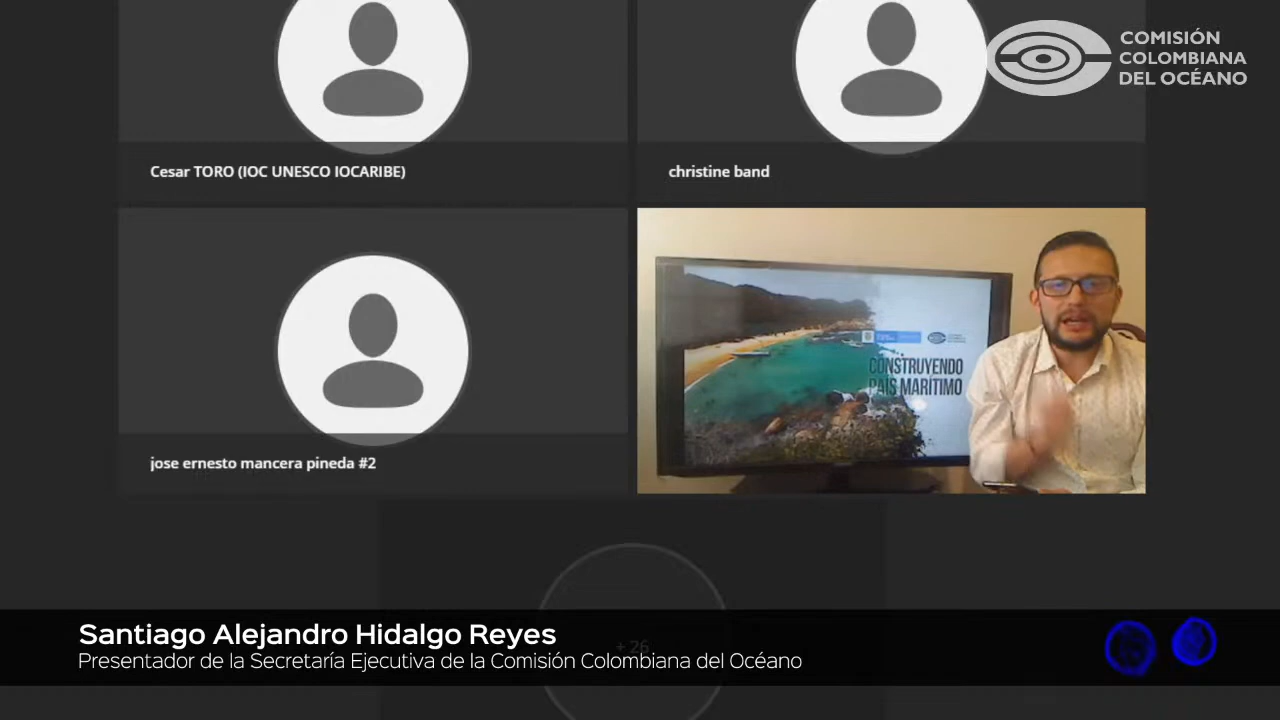 COMISIÓN
COLOMBIANA
DEL OCÉANO
Cesar TORO (IOC UNESCO IOCARIBE)
christine band
CONSTRUYENDO
PAÍS MARÍTIMO
jose ernesto mancera pineda #2
+26
Santiago Alejandro Hidalgo Reyes
Presentador de la Secretaría Ejecutiva de la Comisión Colombiana del Océano